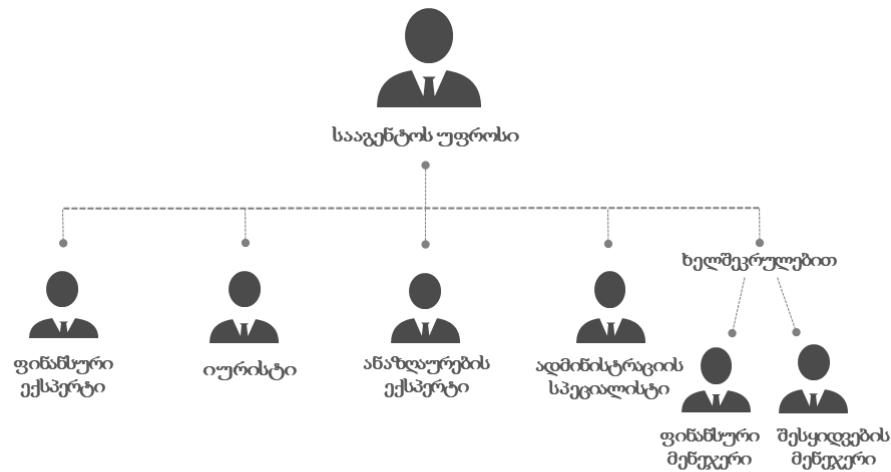 სააგენტოს უფროსი
ხელშეკრულებით
ფინანსური
ექსპერტი
იურისტი
ანაზღაურების
ექსპერტი
ადმინისტრაციის
სპეციალისტი
ფინანსური
მენეჯერი
შესყიდვების
მენეჯერი